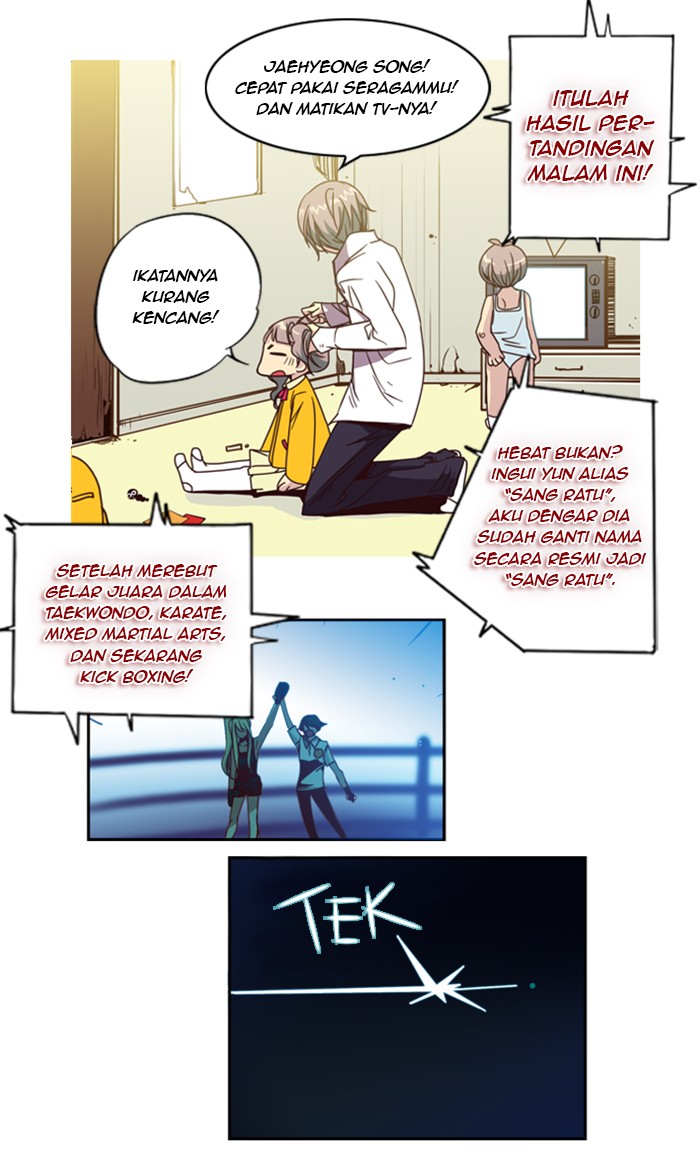 JAEHYEONG SONG!
CEPAT PAKAI SERAGAMMU!
DAN MATIKAN TV-NYA!
ITULAH
HASIL PER-
TANDINGAN
MALAM INI!
IKATANNYA
KURANG
KENCANG!
HEBAT BUKAN?
INGUI YUN ALIAS
"SANG RATU",
AKU DENGAR DIA
SUDAH GANTI NAMA
SECARA RESMI JADI
"SANG RATU".
SETELAH MEREBUT
GELAR JUARA DALAM
TAEKWONDO, KARATE,
MIXED MARTIAL ARTS,
DAN SEKARANG
KICK BOXING!
TEK